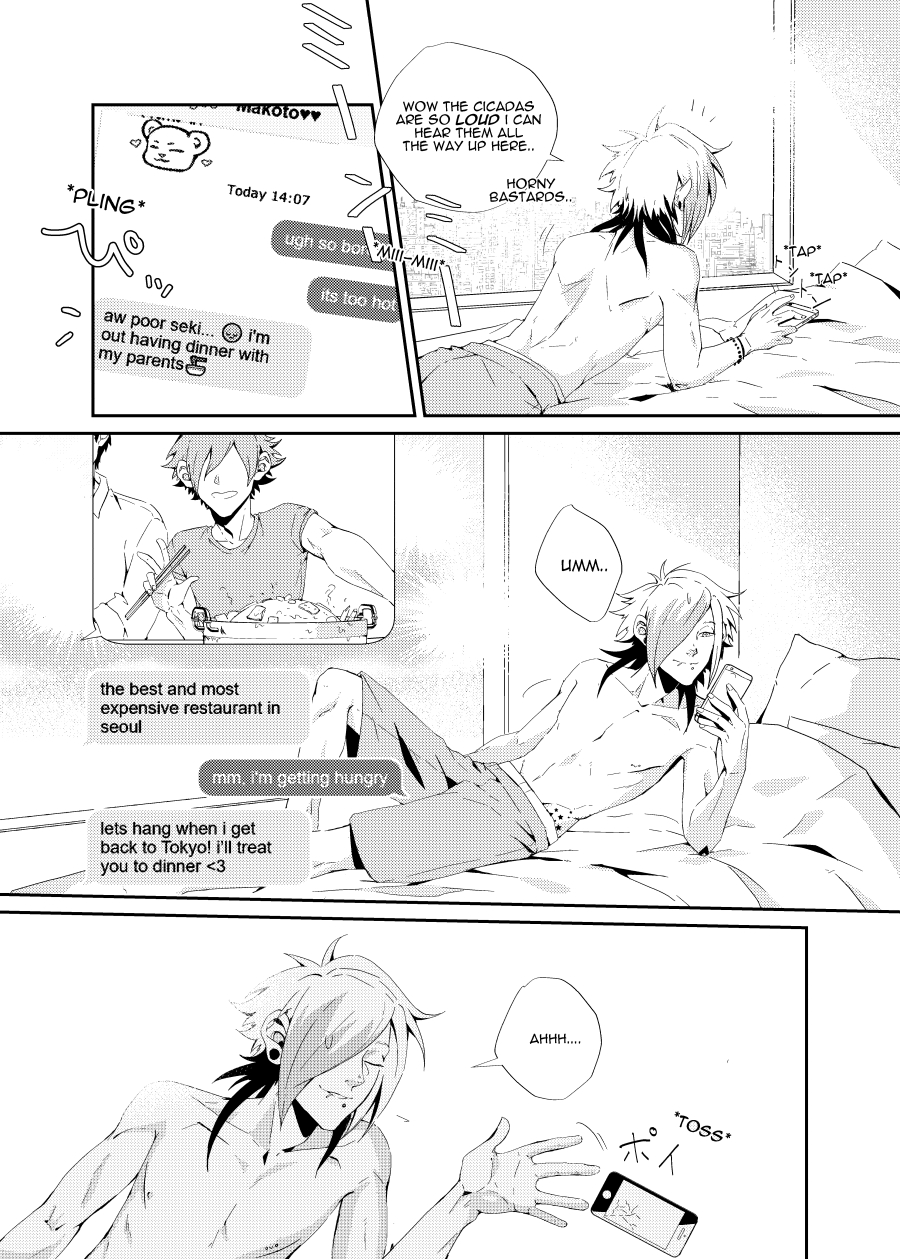 Makoto♥♥
Today 14:07
ugh so bor
its too ho
*PLING*
aw poor seki... ☹ i'm
out having dinner with
my parents🍜
WOW THE CICADAS
ARE SO LOUD I CAN
HEAR THEM ALL
THE WAY UP HERE..
HORNY
BASTARDS..
*MIII-MIII*
*TAP*
*TAP*
UMM..
the best and most
expensive restaurant in
seoul
mm, i'm getting hungry
lets hang when i get
back to Tokyo! i'll treat
you to dinner <3
AHHH....
*TOSS*
ポイ